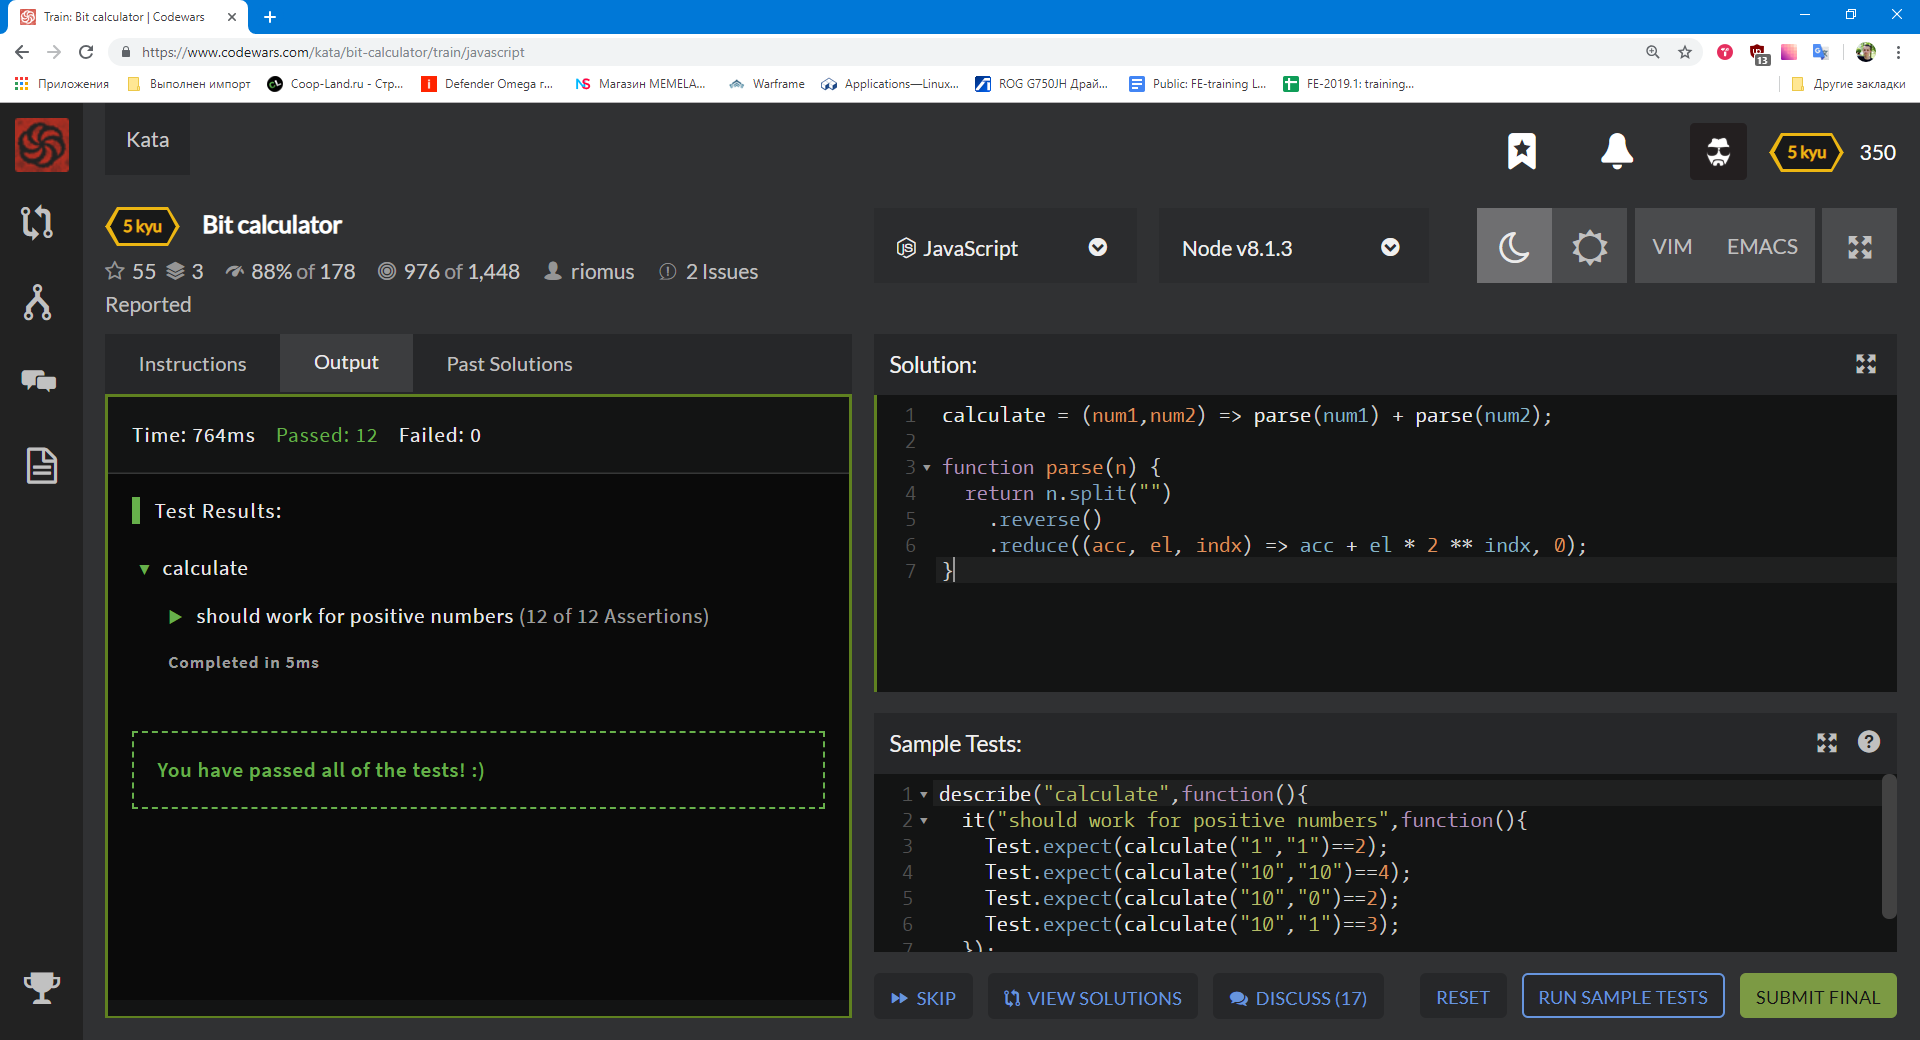 Train: Bit calculator | Codewars
https://www.codewars.com/kata/bit-calculator/train/javascript
13
Приложения
Выполнен импорт
Coop-Land.ru - Стр...
Defender Omega г...
Магазин MEMELA...
Warframe
Applications—Linux...
ROG G750JH Драй...
Public: FE-training L...
FE-2019.1: training...
Другие закладки
Kata
5 kyu
350
5 kyu
Bit calculator
55 3 88% of 178 976 of 1,448 riomus 2 Issues
Reported
JavaScript
Node v8.1.3
VIM
EMACS
Instructions
Output
Past Solutions
Time: 764ms Passed: 12 Failed: 0
Test Results:
calculate
should work for positive numbers (12 of 12 Assertions)
Completed in 5ms
You have passed all of the tests! :)
Solution:
1 calculate = (num1,num2) => parse(num1) + parse(num2);
2
3 function parse(n) {
4 return n.split("")
5 .reverse()
6 .reduce((acc, el, indx) => acc + el * 2 ** indx, 0);
7 }
Sample Tests:
1 describe("calculate",function(){
2 it("should work for positive numbers",function(){
3 Test.expect(calculate("1","1")==2);
4 Test.expect(calculate("10","10")==4);
5 Test.expect(calculate("10","0")==2);
6 Test.expect(calculate("10","1")==3);
7 });
SKIP
VIEW SOLUTIONS
DISCUSS (17)
RESET
RUN SAMPLE TESTS
SUBMIT FINAL